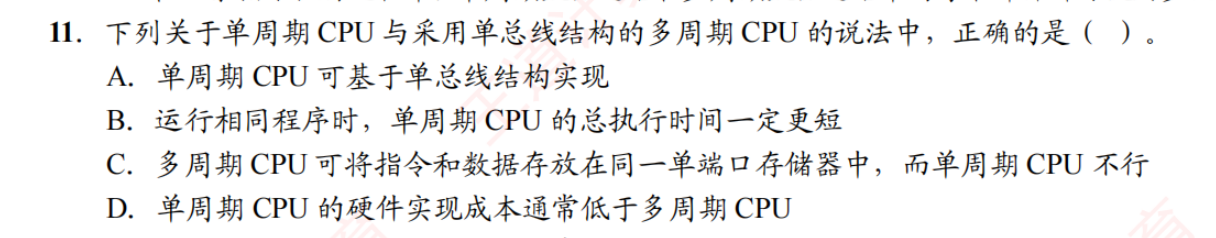 11. 下列关于单周期 CPU 与采用单总线结构的多周期 CPU 的说法中，正确的是（ ）。
A. 单周期 CPU 可基于单总线结构实现
B. 运行相同程序时，单周期 CPU 的总执行时间一定更短
C. 多周期 CPU 可将指令和数据存放在同一单端口存储器中，而单周期 CPU 不行
D. 单周期 CPU 的硬件实现成本通常低于多周期 CPU